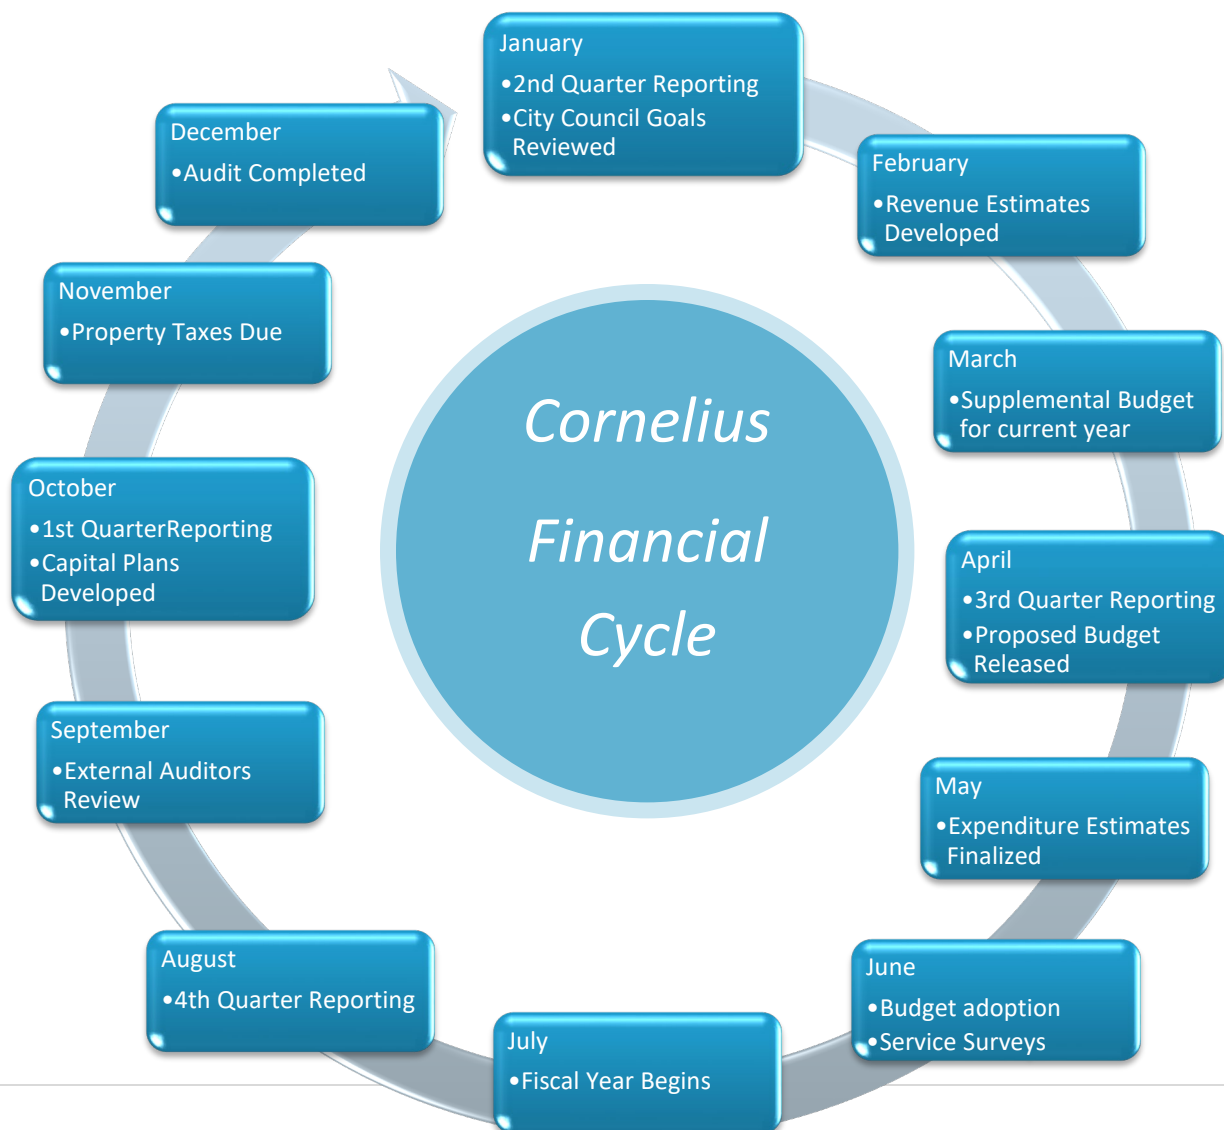 January
•2nd Quarter Reporting
•City Council Goals
Reviewed
February
•Revenue Estimates
Developed
March
•Supplemental Budget
for current year
April
•3rd Quarter Reporting
•Proposed Budget
Released
May
•Expenditure Estimates
Finalized
June
•Budget adoption
•Service Surveys
July
•Fiscal Year Begins
August
•4th Quarter Reporting
September
•External Auditors
Review
October
•1st QuarterReporting
•Capital Plans
Developed
November
•Property Taxes Due
December
•Audit Completed
Cornelius
Financial
Cycle